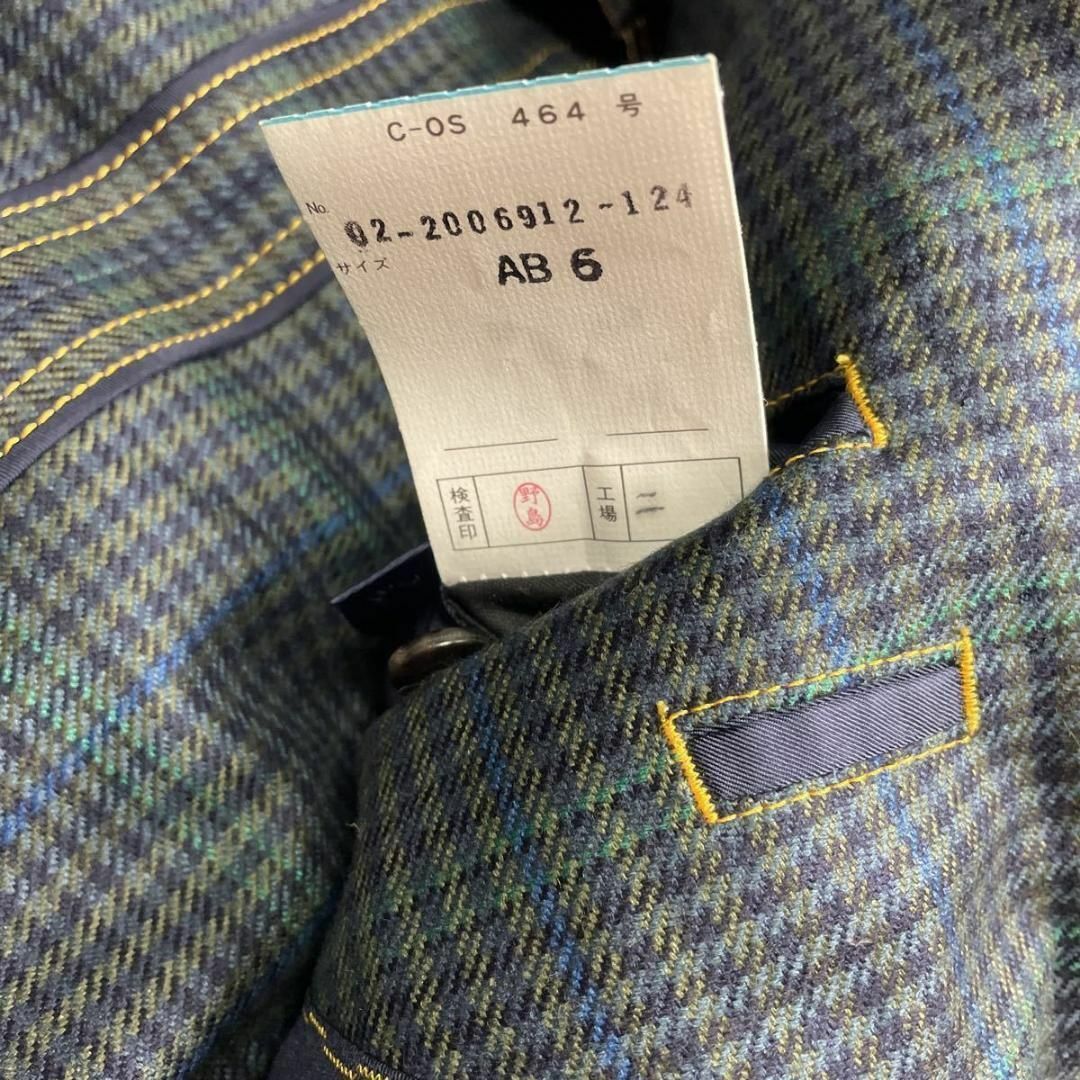 C-OS 464 号
No. 02-2006912-124
サイズ AB 6
検査印 野島 工場 二